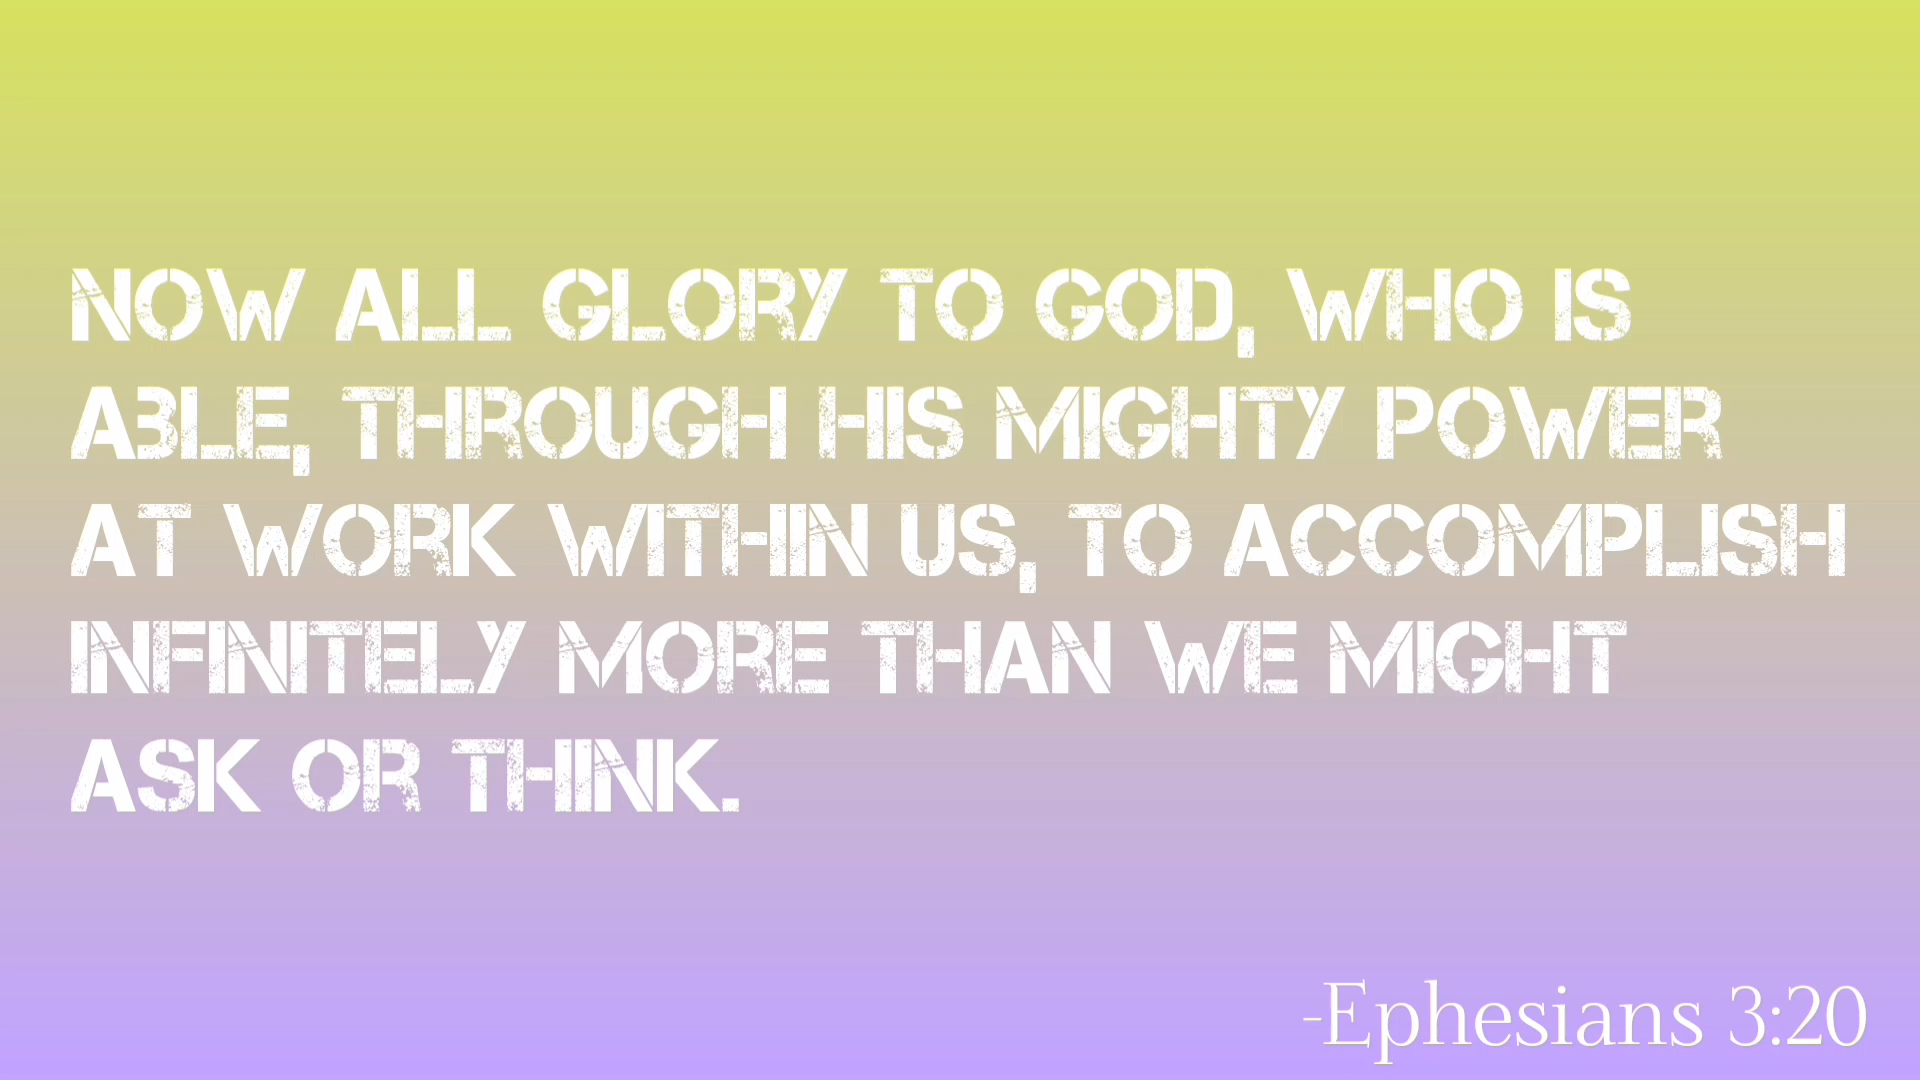 NOW ALL GLORY TO GOD, WHO IS
ABLE, THROUGH HIS MIGHTY POWER
AT WORK WITHIN US, TO ACCOMPLISH
INFINITELY MORE THAN WE MIGHT
ASK OR THINK.
-Ephesians 3:20